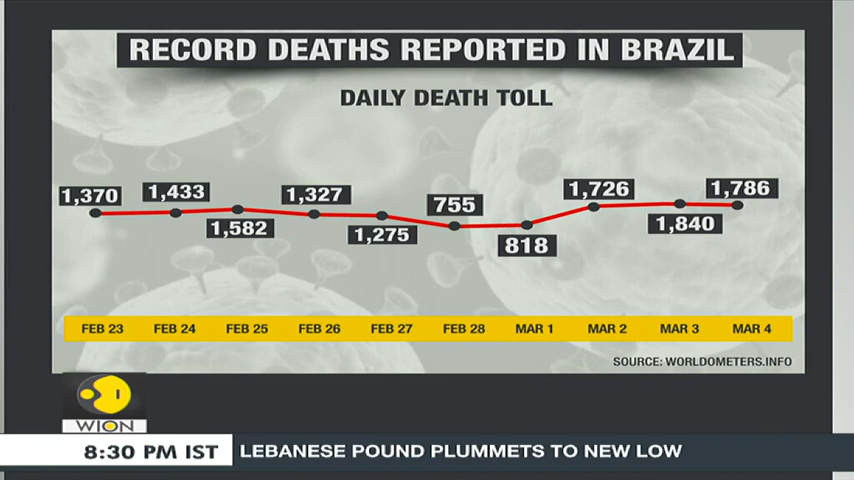 RECORD DEATHS REPORTED IN BRAZIL
DAILY DEATH TOLL
1,370
1,433
1,582
1,327
1,275
755
818
1,726
1,840
1,786
FEB 23 FEB 24 FEB 25 FEB 26 FEB 27 FEB 28 MAR 1 MAR 2 MAR 3 MAR 4
SOURCE: WORLDOMETERS.INFO
WION
8:30 PM IST LEBANESE POUND PLUMMETS TO NEW LOW